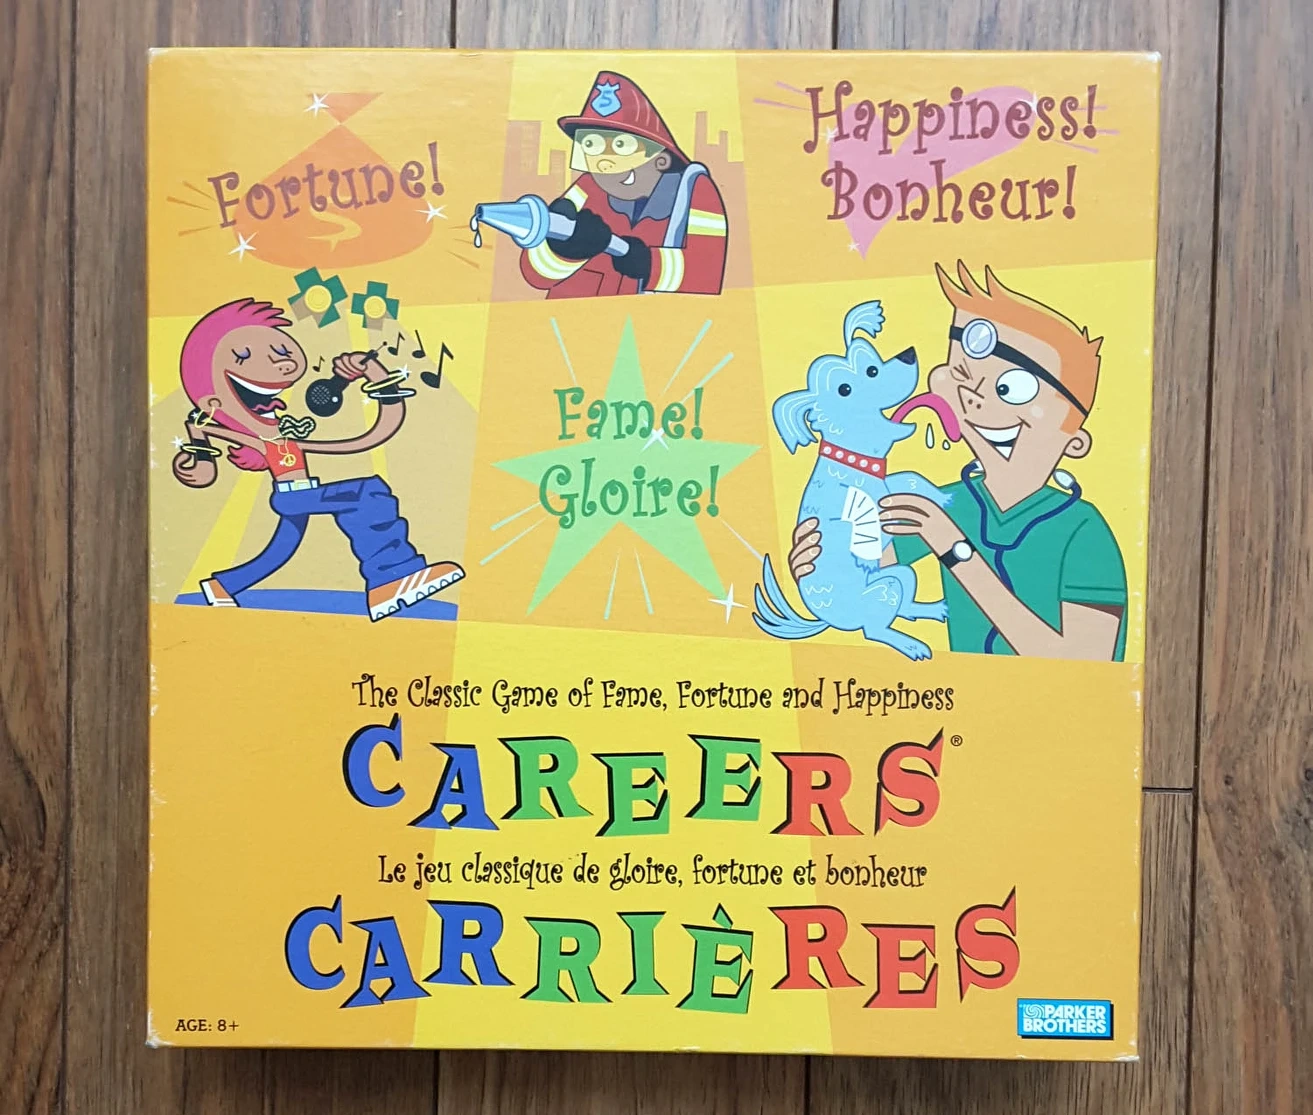 Fortune!
5
Happiness!
Bonheur!
Fame!
Gloire!
The Classic Game of Fame, Fortune and Happiness
CAREERS®
Le jeu classique de gloire, fortune et bonheur
CARRIÈRES
AGE: 8+
PARKER
BROTHERS